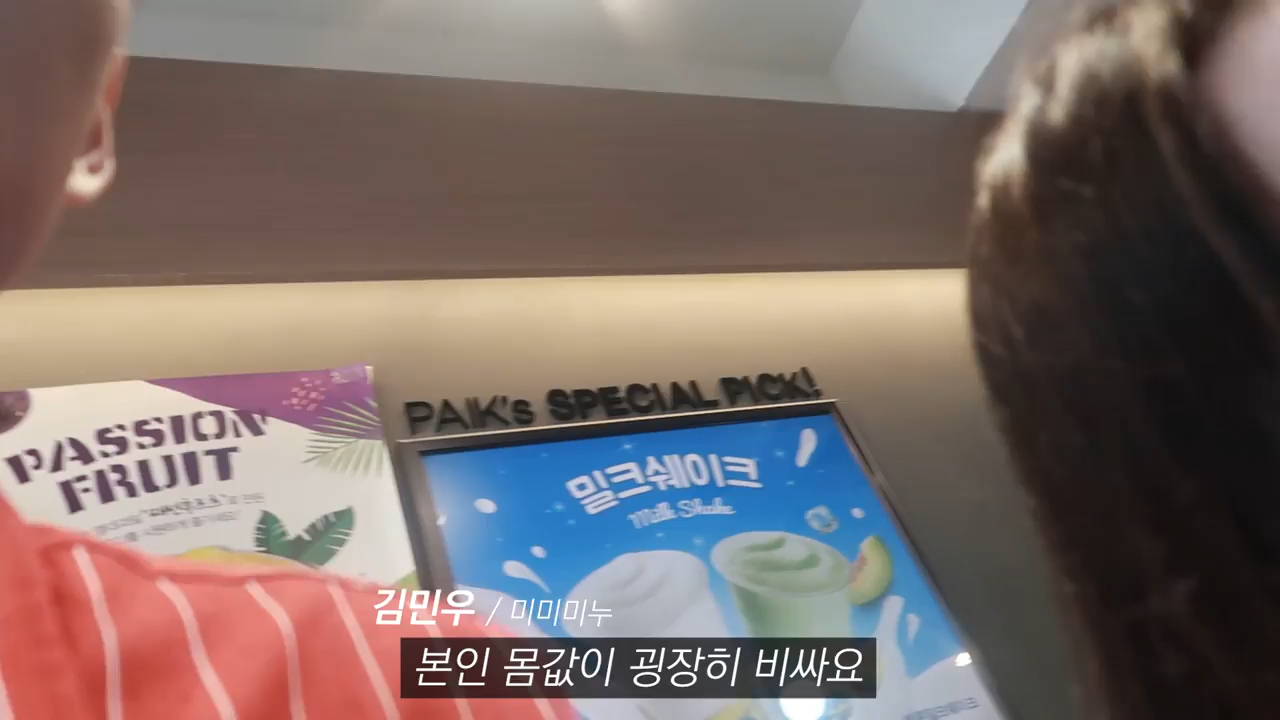 PASSION
FRUIT
PAIK's SPECIAL PICK!
밀크쉐이크
Milk Shake
김민우 / 미미미누
본인 몸값이 굉장히 비싸요